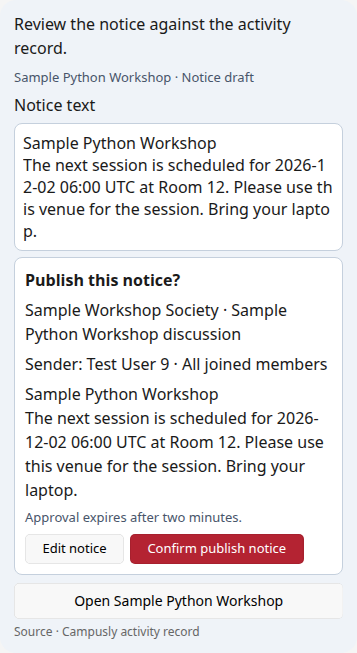 Review the notice against the activity
record.
Sample Python Workshop · Notice draft
Notice text
Sample Python Workshop
The next session is scheduled for 2026-1
2-02 06:00 UTC at Room 12. Please use th
is venue for the session. Bring your lapto
p.
Publish this notice?
Sample Workshop Society · Sample
Python Workshop discussion
Sender: Test User 9 · All joined members
Sample Python Workshop
The next session is scheduled for 2026-
12-02 06:00 UTC at Room 12. Please use
this venue for the session. Bring your
laptop.
Approval expires after two minutes.
Edit notice
Confirm publish notice
Open Sample Python Workshop
Source · Campusly activity record